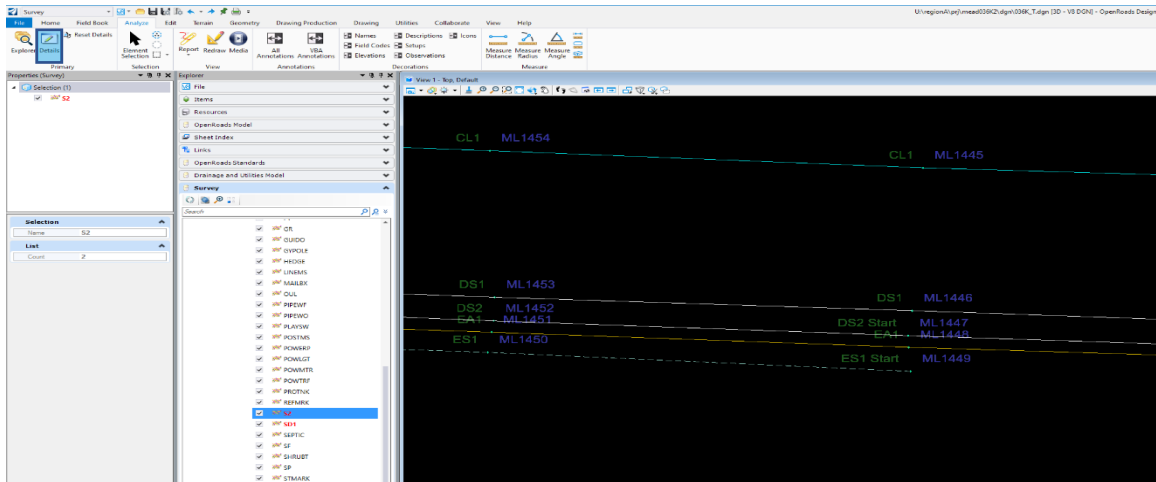 Survey
U:\regionA\prj\mead036K2\dgn\036K_T.dgn [3D - V8 DGN] - OpenRoads Design
File Home Field Book Analyze Edit Terrain Geometry Drawing Production Drawing Utilities Collaborate View Help
Explorer Details Reset Details
Element Selection
Report Redraw Media
All Annotations VBA Annotations
Names Descriptions Icons
Field Codes Setups
Elevations Observations
Measure Distance Measure Radius Measure Angle
Primary Selection View Annotations Decorations Measure
Properties (Survey)
Selection (1)
S2
Selection
Name S2
List
Count 2
Explorer
File
Items
Resources
OpenRoads Model
Sheet Index
Links
OpenRoads Standards
Drainage and Utilities Model
Survey
Search
GR
GUIDO
GYPOLE
HEDGE
LINEMS
MAILBX
OUL
PIPEWF
PIPEWO
PLAYSW
POSTMS
POWERP
POWLGT
POWMTR
POWTRF
PROTNK
REFMRK
S2
SD1
SEPTIC
SF
SHRUBT
SP
STMARK
View 1 - Top, Default
CL1 ML1454
CL1 ML1445
DS1 ML1453
DS1 ML1446
DS2 ML1452
EA1 ML1451
DS2 Start ML1447
EA1 ML1448
ES1 ML1450
ES1 Start ML1449